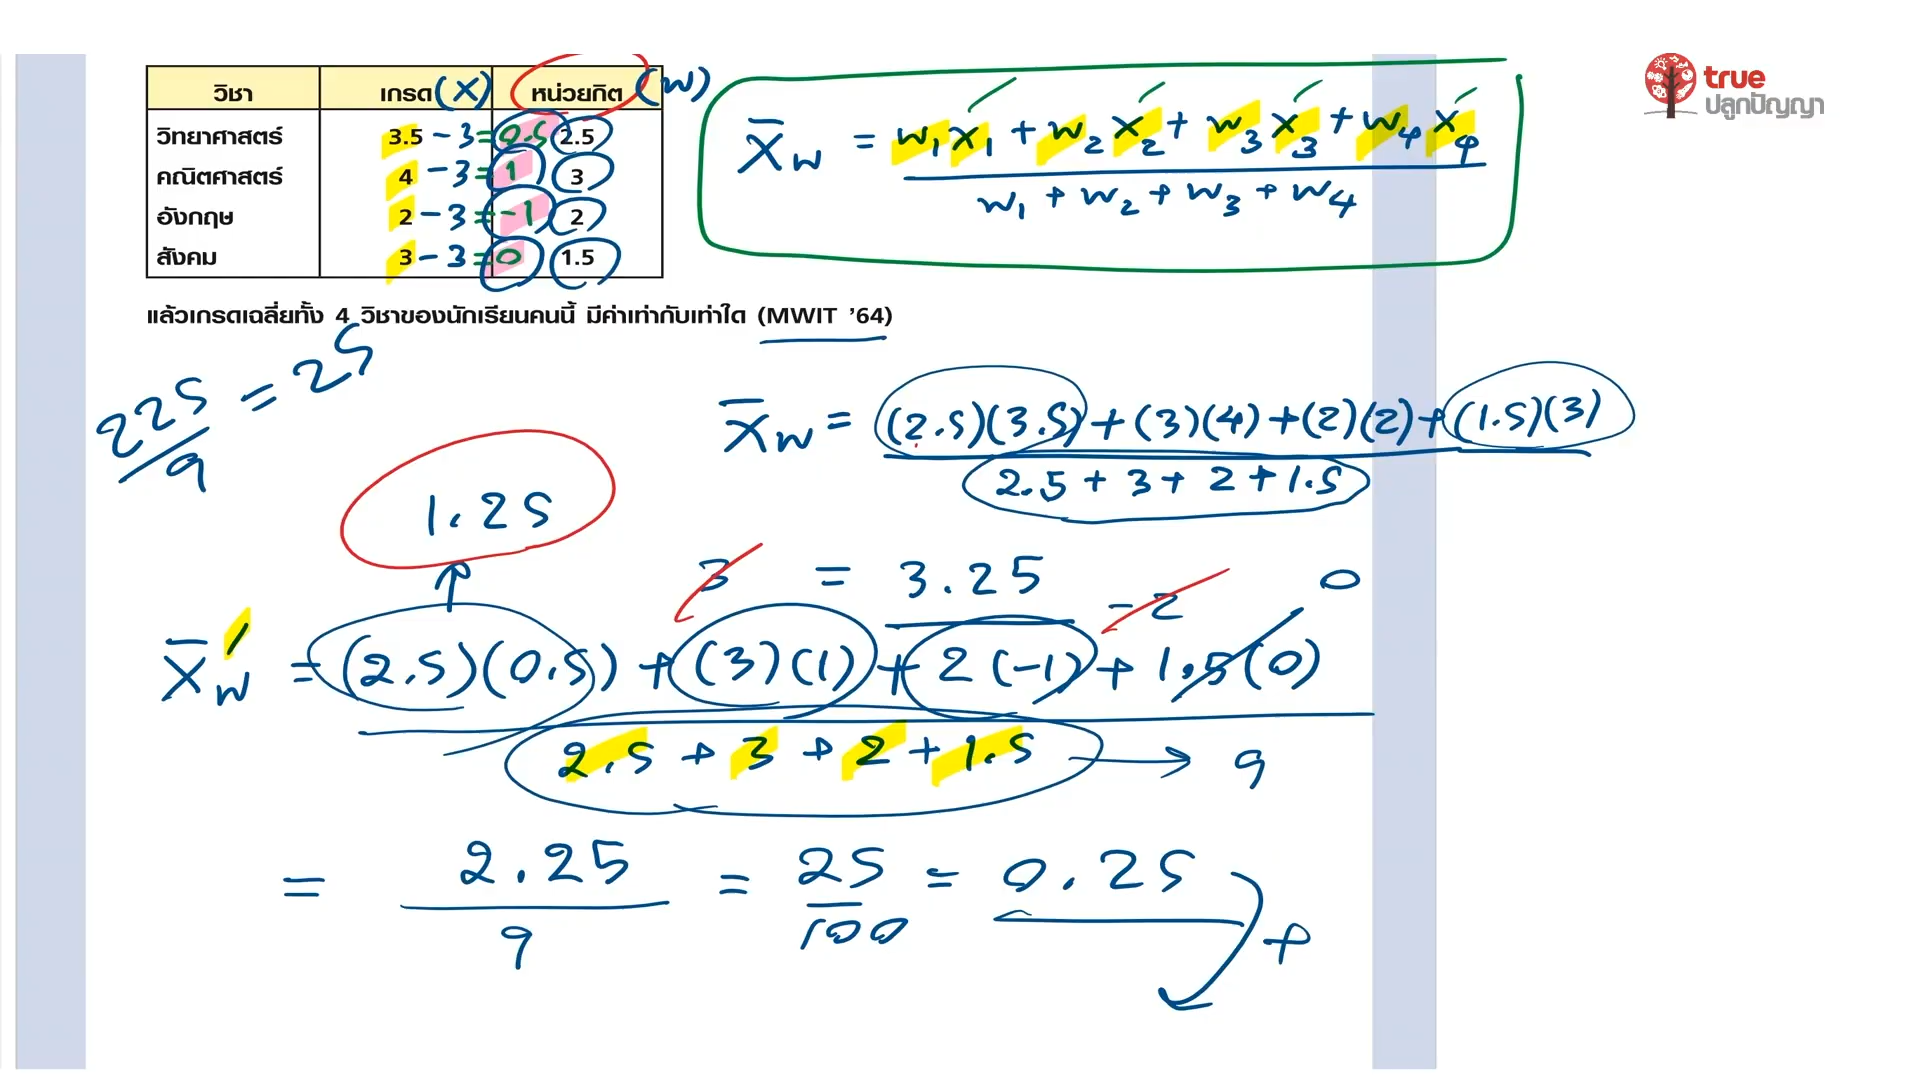 true
ปลูกปัญญา
วิชา เกรด (X) หน่วยกิต (W)
วิทยาศาสตร์ 3.5 - 3 = 0.5 2.5
คณิตศาสตร์ 4 - 3 = 1 3
อังกฤษ 2 - 3 = -1 2
สังคม 3 - 3 = 0 1.5
X̄w = w₁x₁ + w₂x₂ + w₃x₃ + w₄x₄
w₁ + w₂ + w₃ + w₄
แล้วเกรดเฉลี่ยทั้ง 4 วิชาของนักเรียนคนนี้ มีค่าเท่ากับเท่าใด (MWIT ’64)
225 = 25
9
X̄w = (2.5)(3.5) + (3)(4) + (2)(2) + (1.5)(3)
2.5 + 3 + 2 + 1.5
= 3.25
1.25 3 -2 0
X̄w′ = (2.5)(0.5) + (3)(1) + 2(-1) + 1.5(0)
2.5 + 3 + 2 + 1.5 → 9
= 2.25 = 25 = 0.25
9 100 +